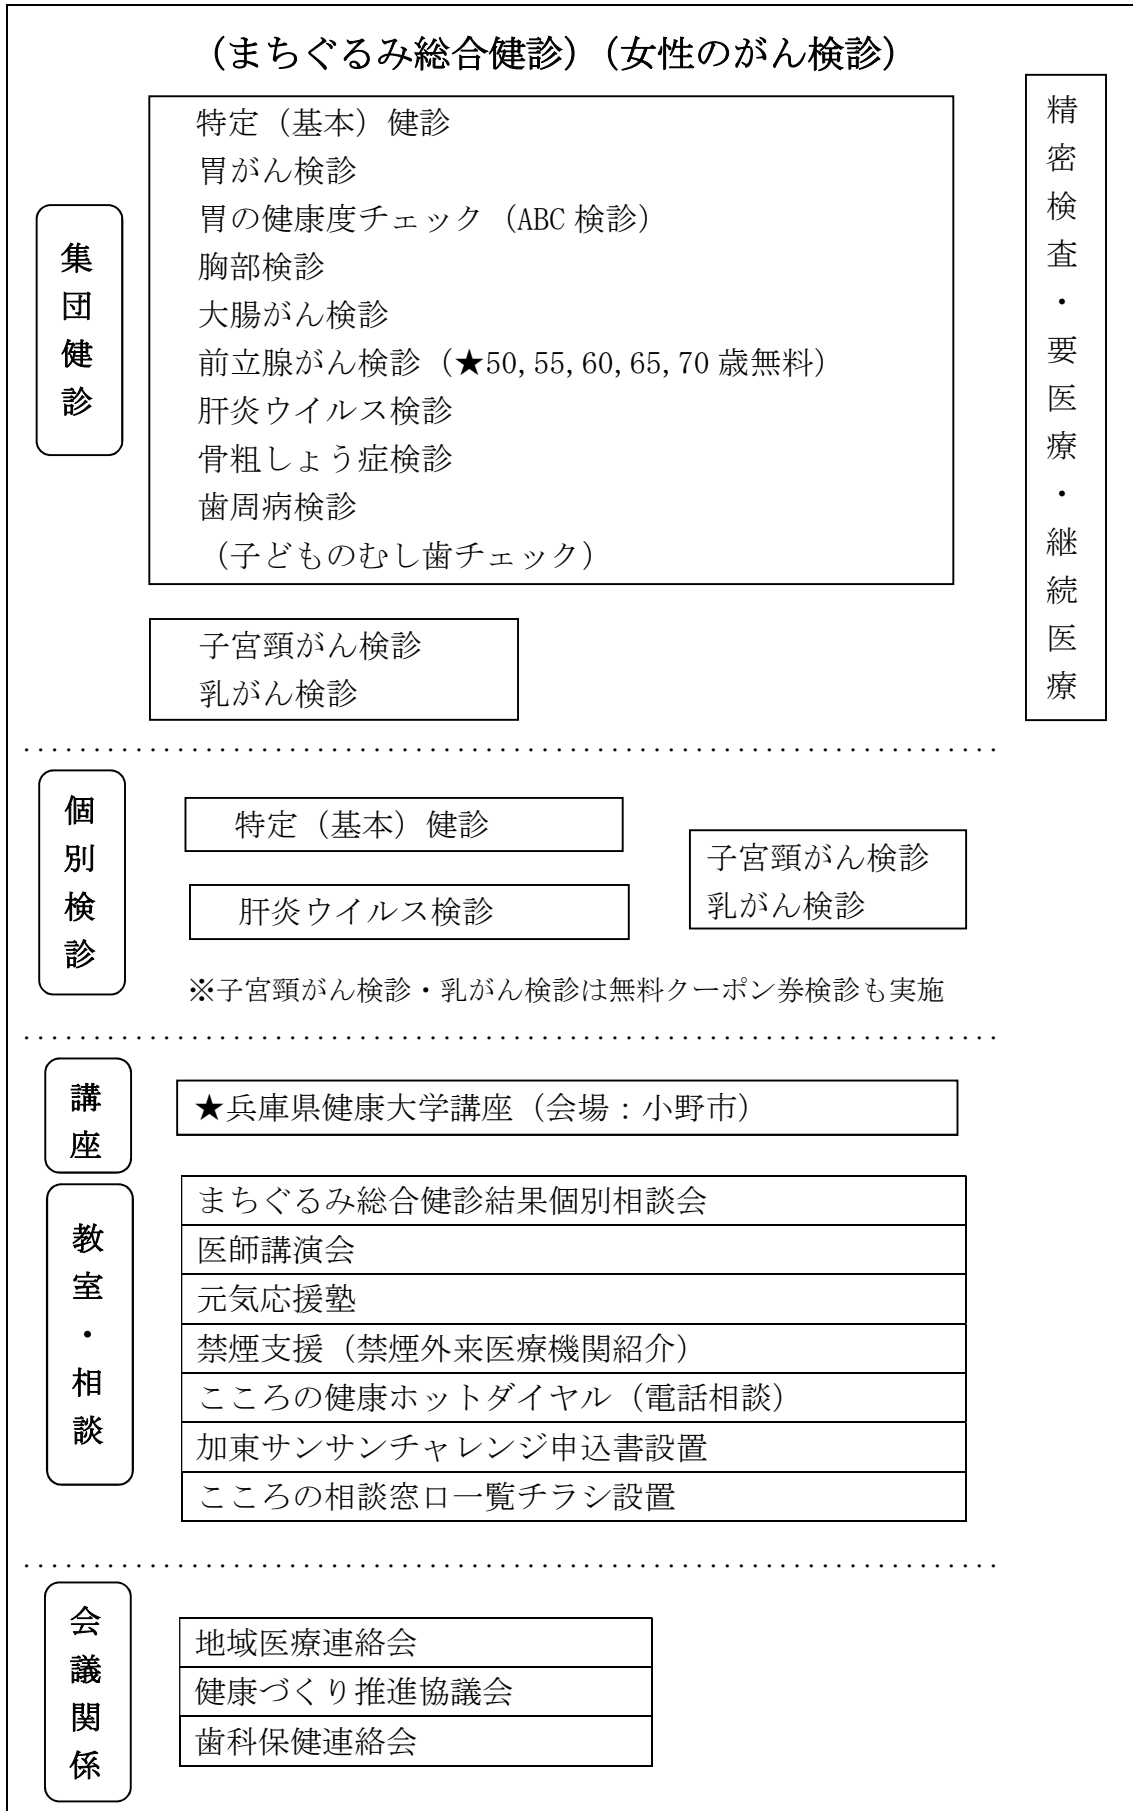 (まちぐるみ総合健診)(女性のがん検診)
集団健診
特定（基本）健診
胃がん検診
胃の健康度チェック（ABC 検診）
胸部検診
大腸がん検診
前立腺がん検診（★50,55,60,65,70 歳無料）
肝炎ウイルス検診
骨粗しょう症検診
歯周病検診
（子どものむし歯チェック）
子宮頸がん検診
乳がん検診
精密検査・要医療・継続医療
個別検診
特定（基本）健診
肝炎ウイルス検診
子宮頸がん検診
乳がん検診
※子宮頸がん検診・乳がん検診は無料クーポン券検診も実施
講座
★兵庫県健康大学講座（会場：小野市）
教室・相談
まちぐるみ総合健診結果個別相談会
医師講演会
元気応援塾
禁煙支援（禁煙外来医療機関紹介）
こころの健康ホットダイヤル（電話相談）
加東サンサンチャレンジ申込書設置
こころの相談窓口一覧チラシ設置
会議関係
地域医療連絡会
健康づくり推進協議会
歯科保健連絡会